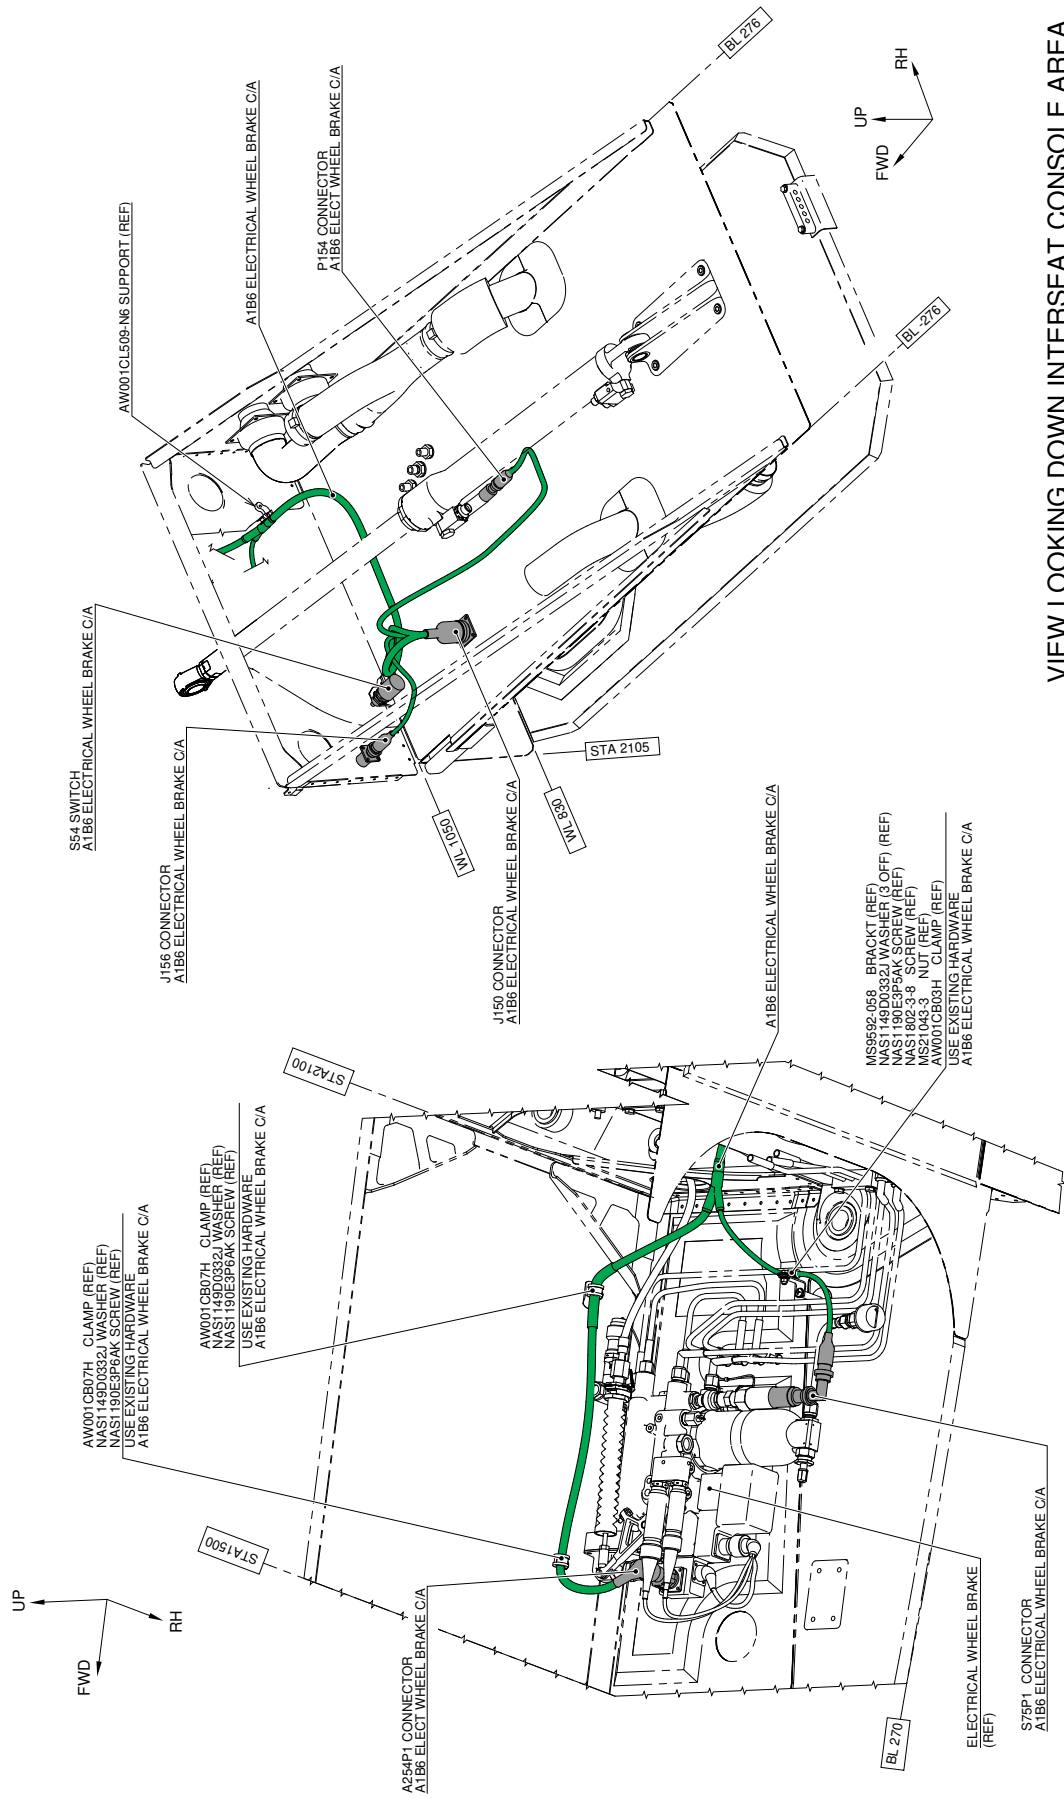 UP
FWD
RH
STA1500
AW001CB07H CLAMP (REF)
NAS1149D0332J WASHER (REF)
NAS1190E3P6AK SCREW (REF)
USE EXISTING HARDWARE
A1B6 ELECTRICAL WHEEL BRAKE C/A
AW001CB07H CLAMP (REF)
NAS1149D0332J WASHER (REF)
NAS1190E3P6AK SCREW (REF)
USE EXISTING HARDWARE
A1B6 ELECTRICAL WHEEL BRAKE C/A
STA2100
A254P1 CONNECTOR
A1B6 ELECT WHEEL BRAKE C/A
BL 270
ELECTRICAL WHEEL BRAKE
(REF)
S75P1 CONNECTOR
A1B6 ELECTRICAL WHEEL BRAKE C/A
A1B6 ELECTRICAL WHEEL BRAKE C/A
MS9592-058 BRACKT (REF)
NAS1149D0332J WASHER (3 OFF) (REF)
NAS1190E3P5AK SCREW (REF)
NAS1802-3-8 SCREW (REF)
MS21043-3 NUT (REF)
AW001CB03H CLAMP (REF)
USE EXISTING HARDWARE
A1B6 ELECTRICAL WHEEL BRAKE C/A
S54 SWITCH
A1B6 ELECTRICAL WHEEL BRAKE C/A
J156 CONNECTOR
A1B6 ELECTRICAL WHEEL BRAKE C/A
AW001CL509-N6 SUPPORT (REF)
A1B6 ELECTRICAL WHEEL BRAKE C/A
P154 CONNECTOR
A1B6 ELECT WHEEL BRAKE C/A
BL 276
WL 1050
J150 CONNECTOR
A1B6 ELECTRICAL WHEEL BRAKE C/A
WL 830
STA 2105
BL -276
UP
FWD
RH
VIEW LOOKING DOWN INTERSEAT CONSOLE AREA